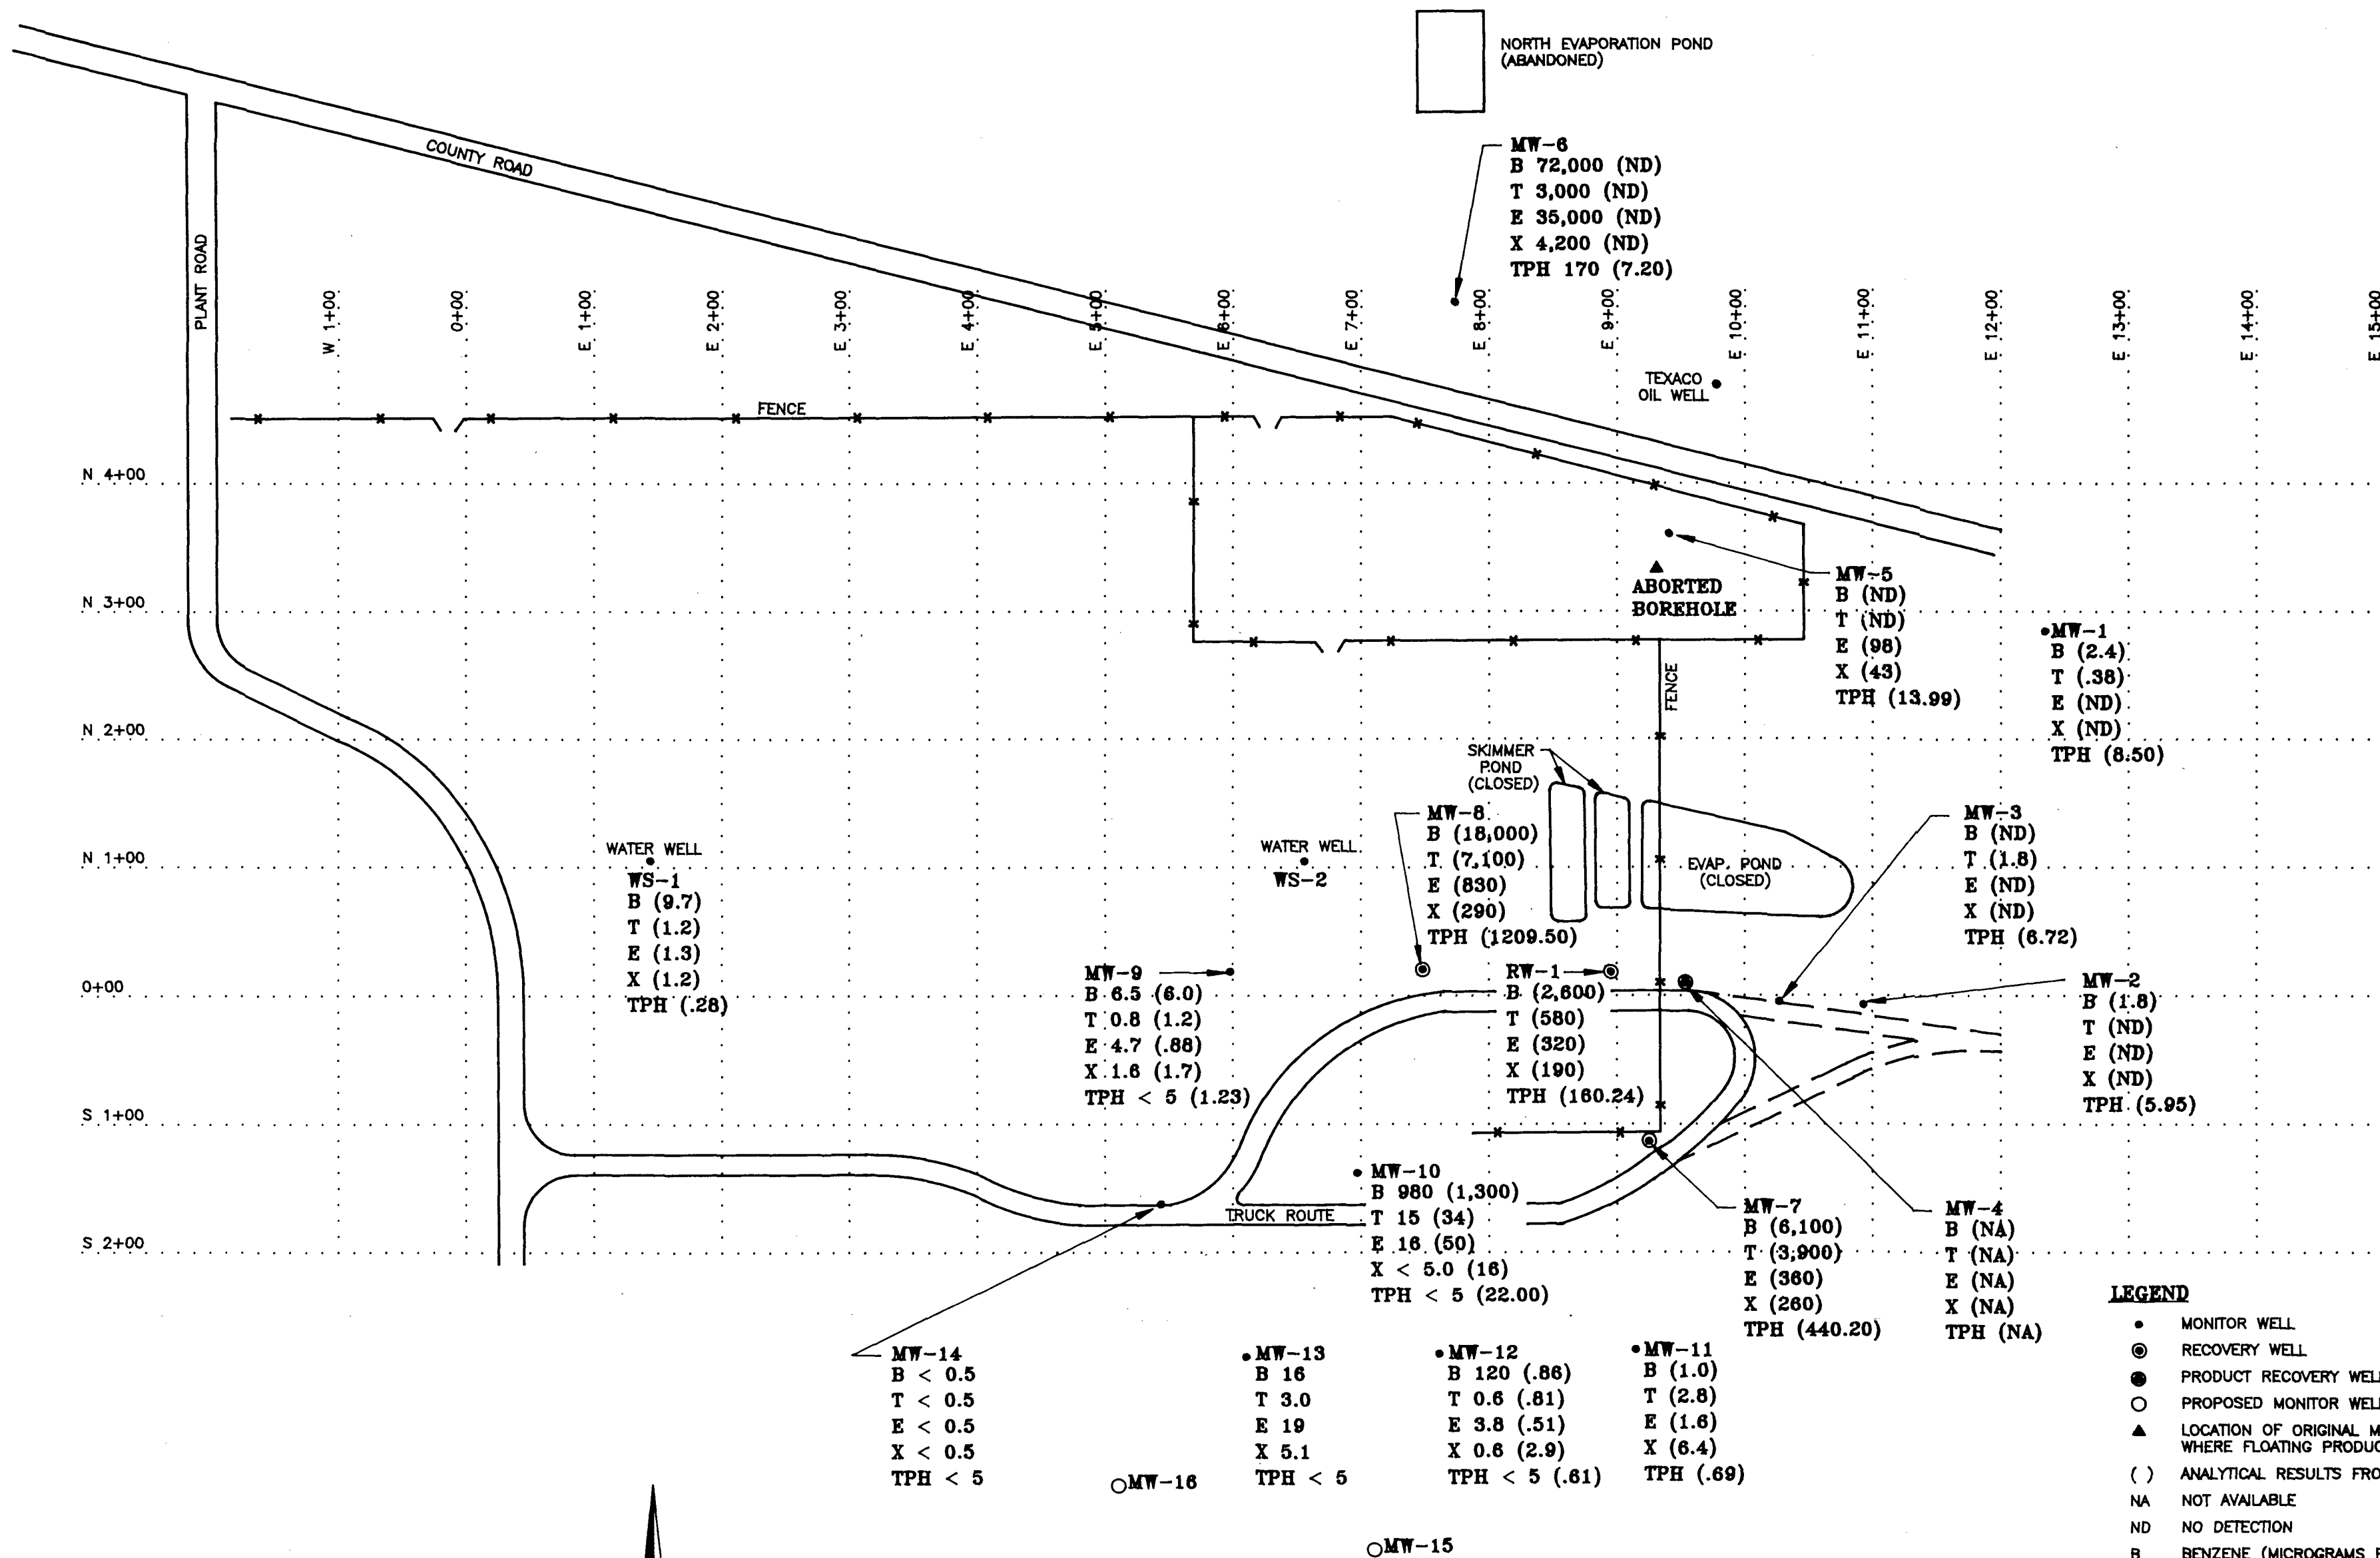 NORTH EVAPORATION POND
(ABANDONED)
COUNTY ROAD
PLANT ROAD
MW-6
B 72,000 (ND)
T 3,000 (ND)
E 35,000 (ND)
X 4,200 (ND)
TPH 170 (7.20)
W 1+00
0+00
E 1+00
E 2+00
E 3+00
E 4+00
E 5+00
E 6+00
E 7+00
E 8+00
E 9+00
E 10+00
E 11+00
E 12+00
E 13+00
E 14+00
E 15+00
TEXACO
OIL WELL
FENCE
N 4+00
N 3+00
N 2+00
N 1+00
0+00
S 1+00
S 2+00
ABORTED
BOREHOLE
MW-5
B (ND)
T (ND)
E (98)
X (43)
TPH (13.99)
MW-1
B (2.4)
T (.38)
E (ND)
X (ND)
TPH (8.50)
FENCE
SKIMMER
POND
(CLOSED)
MW-8
B (18,000)
T (7,100)
E (830)
X (290)
TPH (1209.50)
EVAP. POND
(CLOSED)
MW-3
B (ND)
T (1.8)
E (ND)
X (ND)
TPH (6.72)
WATER WELL
WS-1
B (9.7)
T (1.2)
E (1.3)
X (1.2)
TPH (.28)
WATER WELL
WS-2
MW-9
B 6.5 (6.0)
T 0.8 (1.2)
E 4.7 (.88)
X 1.6 (1.7)
TPH < 5 (1.23)
RW-1
B (2,600)
T (580)
E (320)
X (190)
TPH (160.24)
MW-2
B (1.8)
T (ND)
E (ND)
X (ND)
TPH (5.95)
MW-10
B 980 (1,300)
T 15 (34)
E 16 (50)
X < 5.0 (16)
TPH < 5 (22.00)
TRUCK ROUTE
MW-7
B (6,100)
T (3,900)
E (360)
X (260)
TPH (440.20)
MW-4
B (NA)
T (NA)
E (NA)
X (NA)
TPH (NA)
MW-14
B < 0.5
T < 0.5
E < 0.5
X < 0.5
TPH < 5
MW-13
B 16
T 3.0
E 19
X 5.1
TPH < 5
MW-12
B 120 (.86)
T 0.6 (.81)
E 3.8 (.51)
X 0.6 (2.9)
TPH < 5 (.61)
MW-11
B (1.0)
T (2.8)
E (1.6)
X (6.4)
TPH (.69)
MW-16
MW-15
LEGEND
MONITOR WELL
RECOVERY WELL
PRODUCT RECOVERY WELL
PROPOSED MONITOR WELL
LOCATION OF ORIGINAL
WHERE FLOATING
( ) ANALYTICAL RESULTS
NA NOT AVAILABLE
ND NO DETECTION
B BENZENE (MICROGRAMS